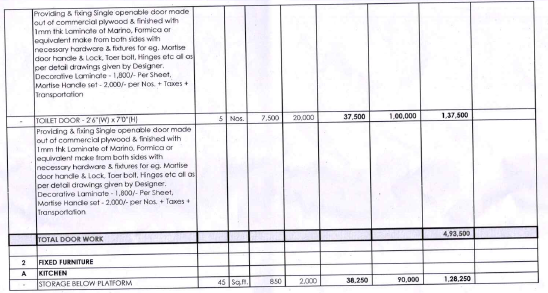 Providing & fixing Single openable door made
out of commercial plywood & finished with
1mm thk Laminate of Marino, Formica or
equivalent make from both sides with
necessary hardware & fixtures for eg. Mortise
door handle & Lock, Toer bolt, Hinges etc all as
per detail drawings given by Designer.
Decorative Laminate - 1,800/- Per Sheet,
Mortise Handle set - 2,000/- per Nos. + Taxes +
Transportation
- TOILET DOOR - 2'6"(W) x 7'0"(H) 5 Nos. 7,500 20,000 37,500 1,00,000 1,37,500
Providing & fixing Single openable door made
out of commercial plywood & finished with
1mm thk Laminate of Marino, Formica or
equivalent make from both sides with
necessary hardware & fixtures for eg. Mortise
door handle & Lock, Toer bolt, Hinges etc all as
per detail drawings given by Designer.
Decorative Laminate - 1,800/- Per Sheet,
Mortise Handle set - 2,000/- per Nos. + Taxes +
Transportation
TOTAL DOOR WORK 4,93,500
2 FIXED FURNITURE
A KITCHEN
- STORAGE BELOW PLATFORM 45 Sq.ft. 850 2,000 38,250 90,000 1,28,250